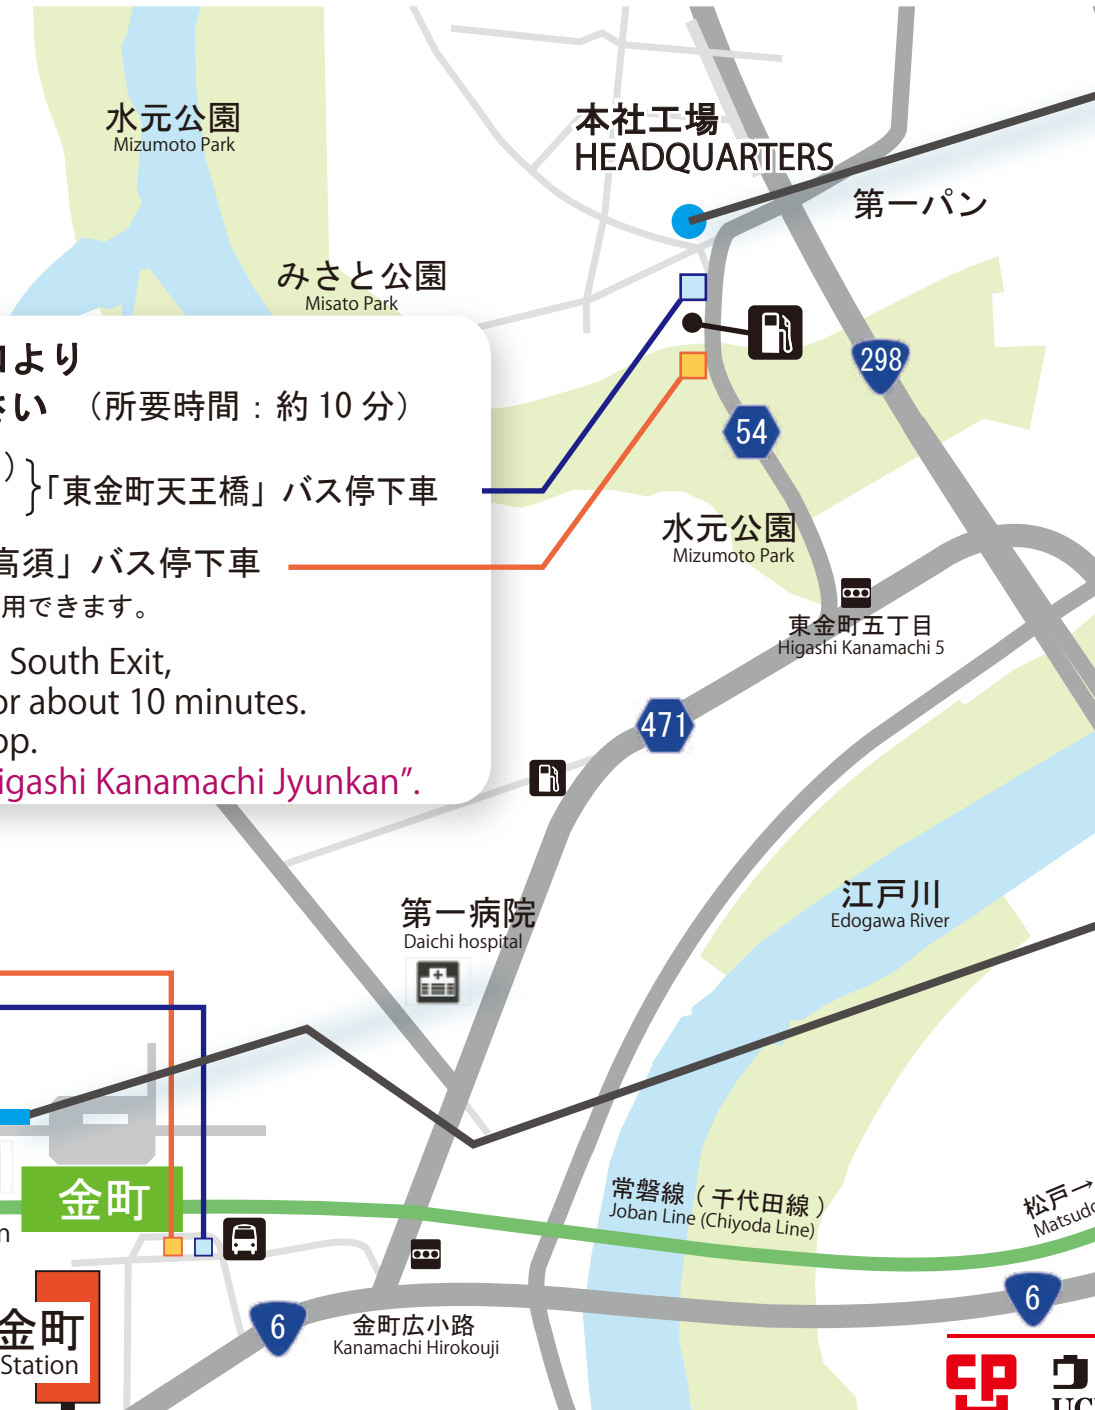 水元公園
Mizumoto Park
本社工場
HEADQUARTERS
第一パン
みさと公園
Misato Park
より
さい （所要時間：約 10 分）
298
54
）
「東金町天王橋」バス停下車
水元公園
Mizumoto Park
高須」バス停下車
用できます。
東金町五丁目
Higashi Kanamachi 5
South Exit,
or about 10 minutes.
op.
igashi Kanamachi Jyunkan”.
471
第一病院
Daichi hospital
江戸川
Edogawa River
金町
常磐線（千代田線）
Joban Line (Chiyoda Line)
松戸→
Matsudo
n
6
6
金町
Station
金町広小路
Kanamachi Hirokouji
CP
ウ
UC